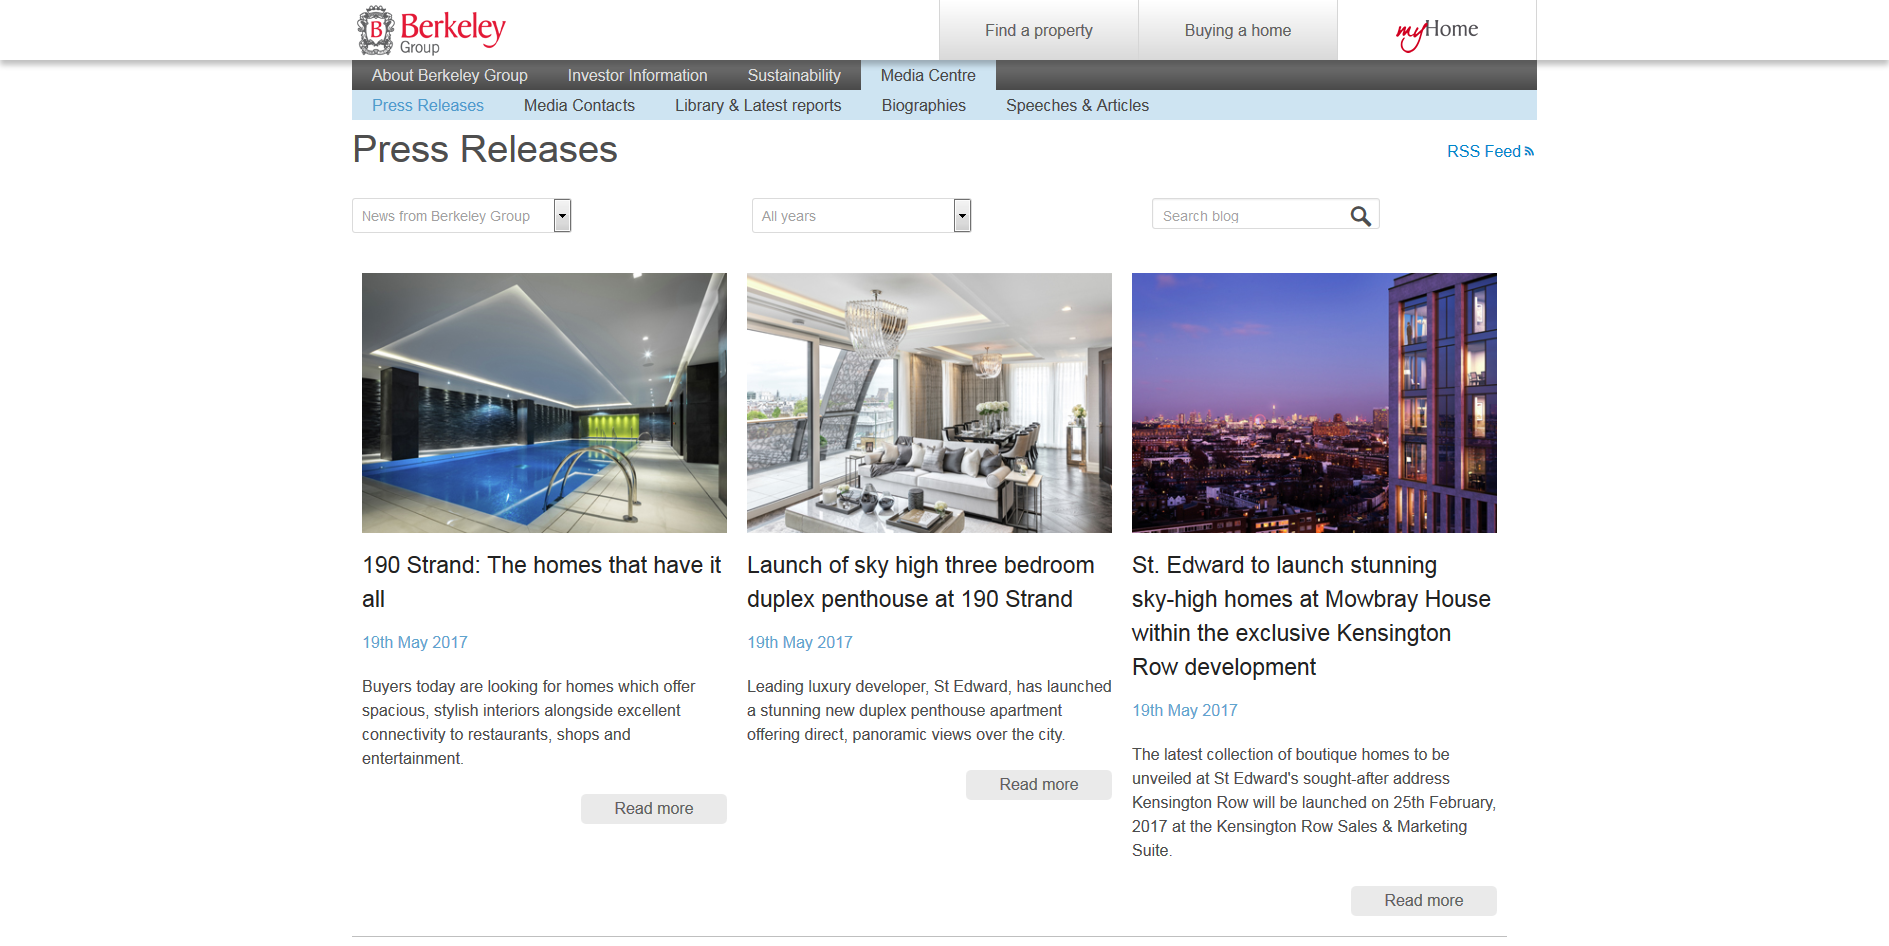 B Berkeley
Group
Find a property
Buying a home
myHome
About Berkeley Group
Investor Information
Sustainability
Media Centre
Press Releases
Media Contacts
Library & Latest reports
Biographies
Speeches & Articles
Press Releases
RSS Feed
News from Berkeley Group
All years
Search blog
190 Strand: The homes that have it
all
19th May 2017
Buyers today are looking for homes which offer
spacious, stylish interiors alongside excellent
connectivity to restaurants, shops and
entertainment.
Read more
Launch of sky high three bedroom
duplex penthouse at 190 Strand
19th May 2017
Leading luxury developer, St Edward, has launched
a stunning new duplex penthouse apartment
offering direct, panoramic views over the city.
Read more
St. Edward to launch stunning
sky-high homes at Mowbray House
within the exclusive Kensington
Row development
19th May 2017
The latest collection of boutique homes to be
unveiled at St Edward's sought-after address
Kensington Row will be launched on 25th February,
2017 at the Kensington Row Sales & Marketing
Suite.
Read more